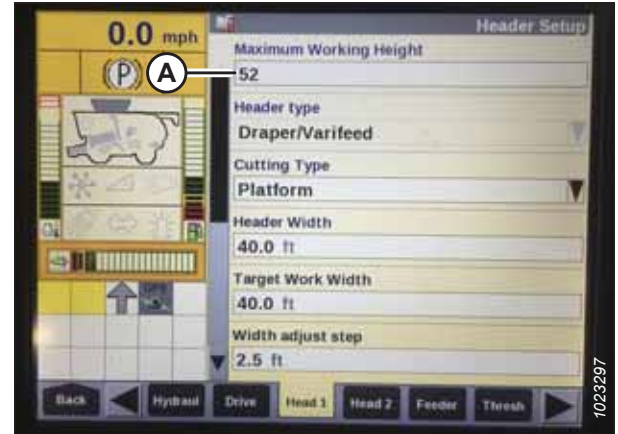 0.0 mph
Header Setup
(P)
A
Maximum Working Height
52
Header type
Draper/Varifeed
Cutting Type
Platform
Header Width
40.0 ft
Target Work Width
40.0 ft
Width adjust step
2.5 ft
Back
Hydraul
Drive
Head 1
Head 2
Feeder
Thresh
1023297